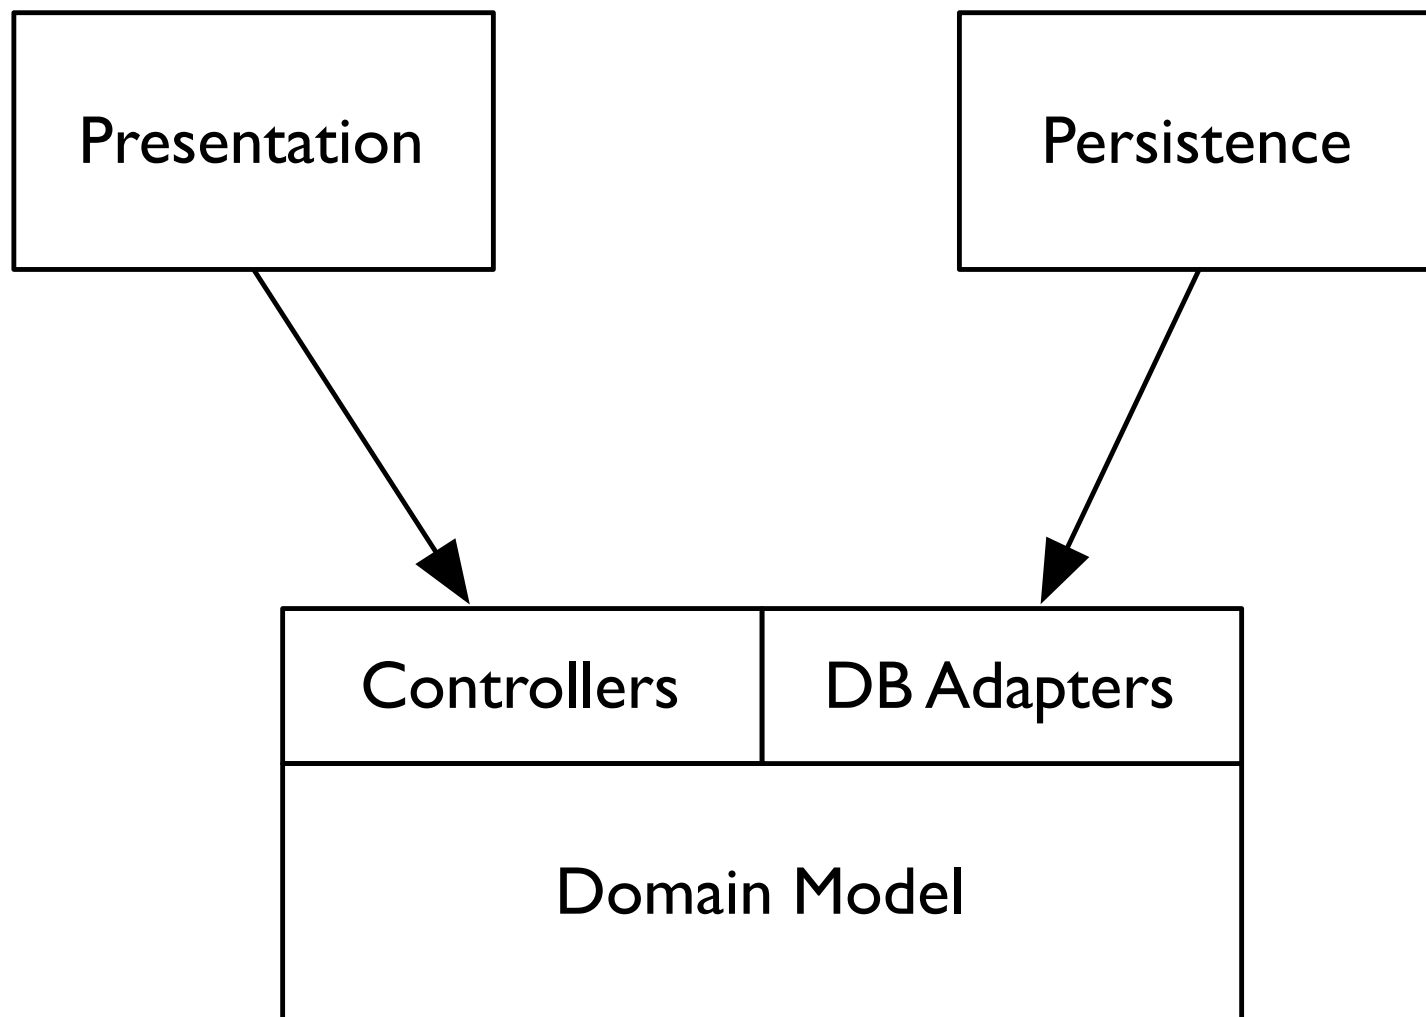 Presentation
Persistence
Controllers
DB Adapters
Domain Model